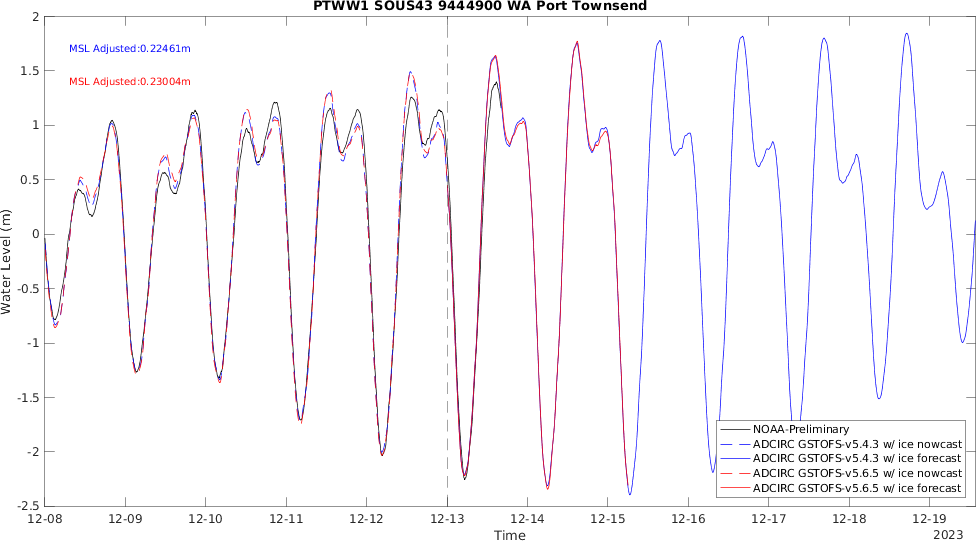 PTWW1 SOUS43 9444900 WA Port Townsend
MSL Adjusted:0.22461m
MSL Adjusted:0.23004m
Water Level (m)
2
1.5
1
0.5
0
-0.5
-1
-1.5
-2
-2.5
NOAA-Preliminary
ADCIRC GSTOFS-v5.4.3 w/ ice nowcast
ADCIRC GSTOFS-v5.4.3 w/ ice forecast
ADCIRC GSTOFS-v5.6.5 w/ ice nowcast
ADCIRC GSTOFS-v5.6.5 w/ ice forecast
12-08 12-09 12-10 12-11 12-12 12-13 12-14 12-15 12-16 12-17 12-18 12-19
Time
2023